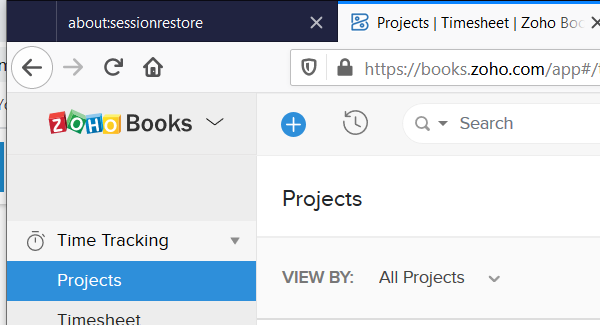 about:sessionrestore
Projects | Timesheet | Zoho Boo
https://books.zoho.com/app#/
ZOHO Books
Search
Projects
Time Tracking
Projects
VIEW BY: All Projects
Timesheet